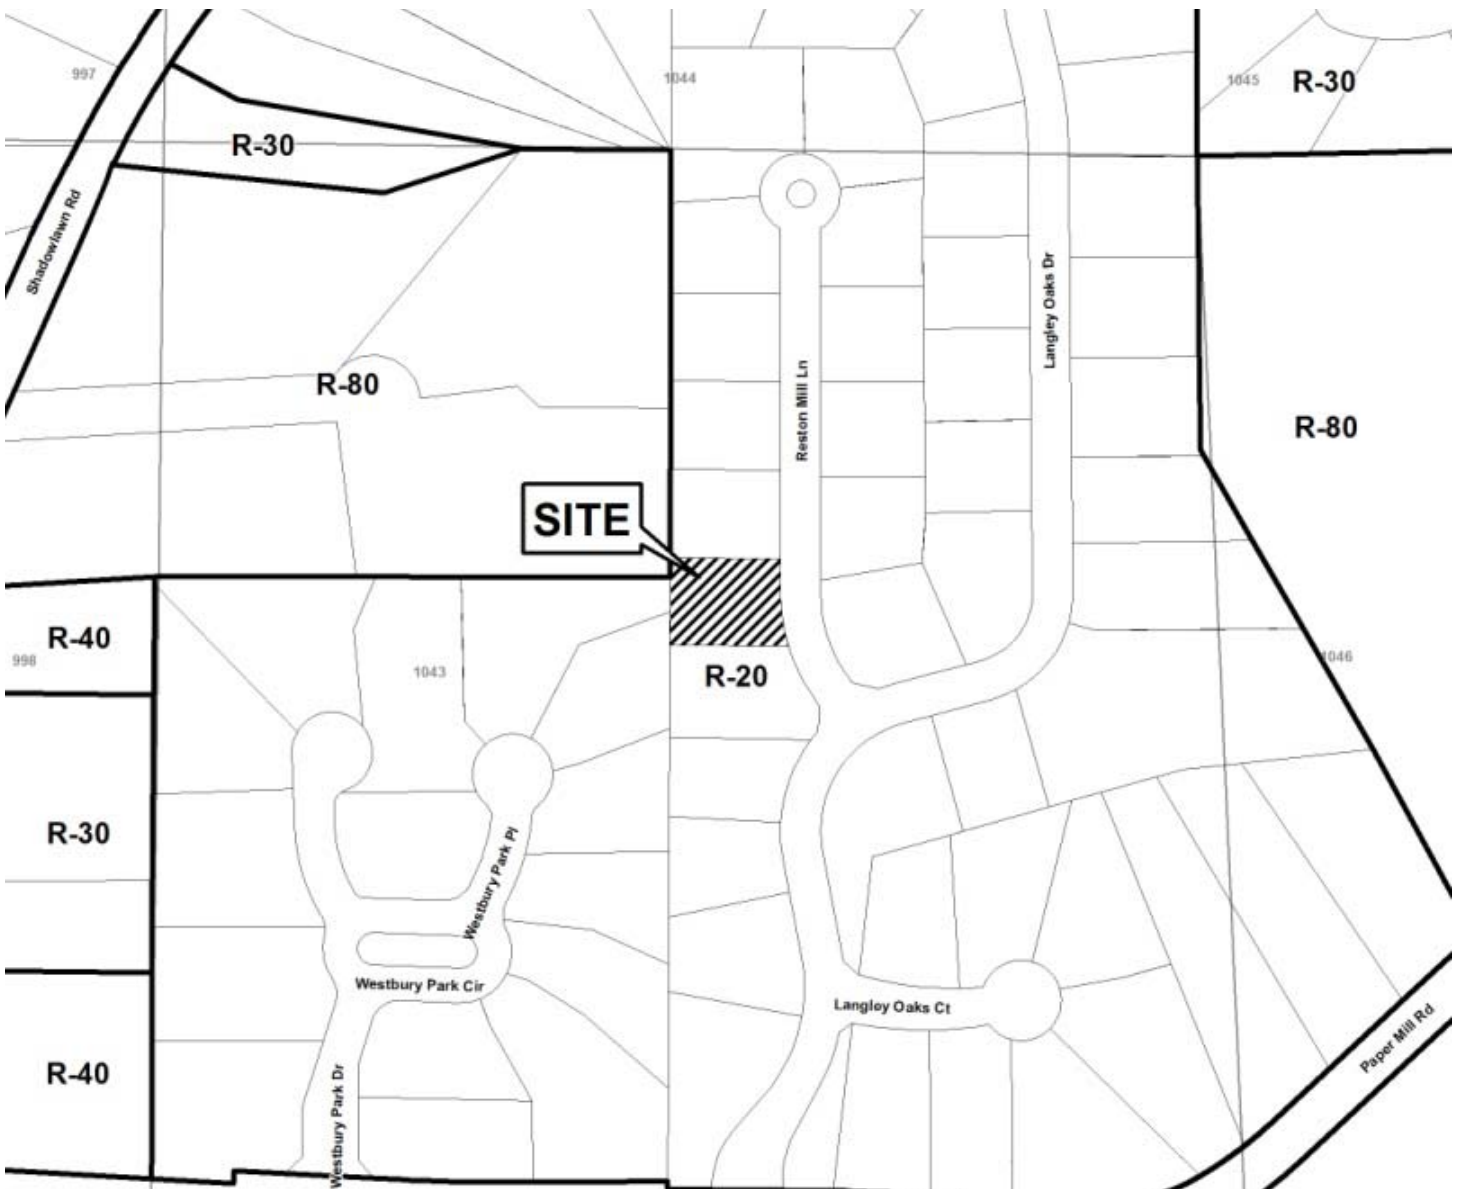 997
1044
1045
R-30
R-30
Shadowlawn Rd
Langley Oaks Dr
Reston Mill Ln
R-80
R-80
SITE
R-40
998
1043
R-20
1046
R-30
Westbury Park Pl
Westbury Park Cir
Langley Oaks Ct
Paper Mill Rd
R-40
Westbury Park Dr